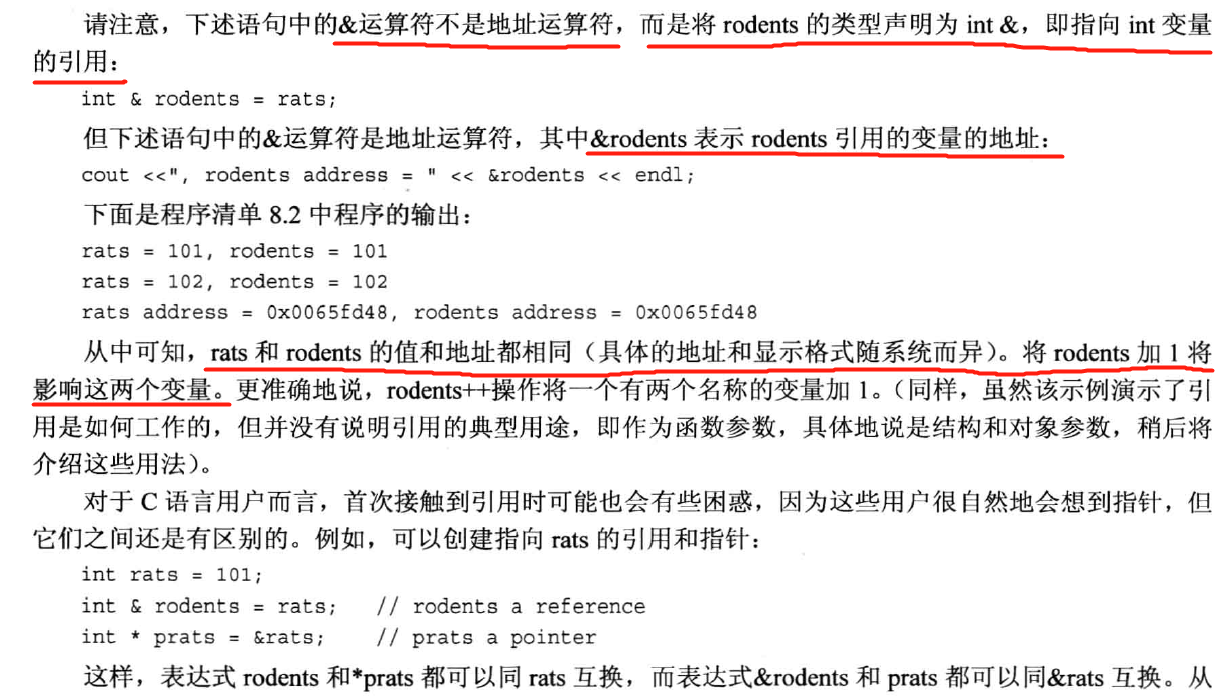 请注意，下述语句中的&运算符不是地址运算符，而是将 rodents 的类型声明为 int &，即指向 int 变量
的引用：
int & rodents = rats;
但下述语句中的&运算符是地址运算符，其中&rodents 表示 rodents 引用的变量的地址：
cout <<", rodents address = " << &rodents << endl;
下面是程序清单 8.2 中程序的输出：
rats = 101, rodents = 101
rats = 102, rodents = 102
rats address = 0x0065fd48, rodents address = 0x0065fd48
从中可知，rats 和 rodents 的值和地址都相同（具体的地址和显示格式随系统而异）。将 rodents 加 1 将
影响这两个变量。更准确地说，rodents++操作将一个有两个名称的变量加 1。（同样，虽然该示例演示了引
用是如何工作的，但并没有说明引用的典型用途，即作为函数参数，具体地说是结构和对象参数，稍后将
介绍这些用法）。
对于 C 语言用户而言，首次接触到引用时可能也会有些困惑，因为这些用户很自然地会想到指针，但
它们之间还是有区别的。例如，可以创建指向 rats 的引用和指针：
int rats = 101;
int & rodents = rats;   // rodents a reference
int * prats = &rats;    // prats a pointer
这样，表达式 rodents 和*prats 都可以同 rats 互换，而表达式&rodents 和 prats 都可以同&rats 互换。从